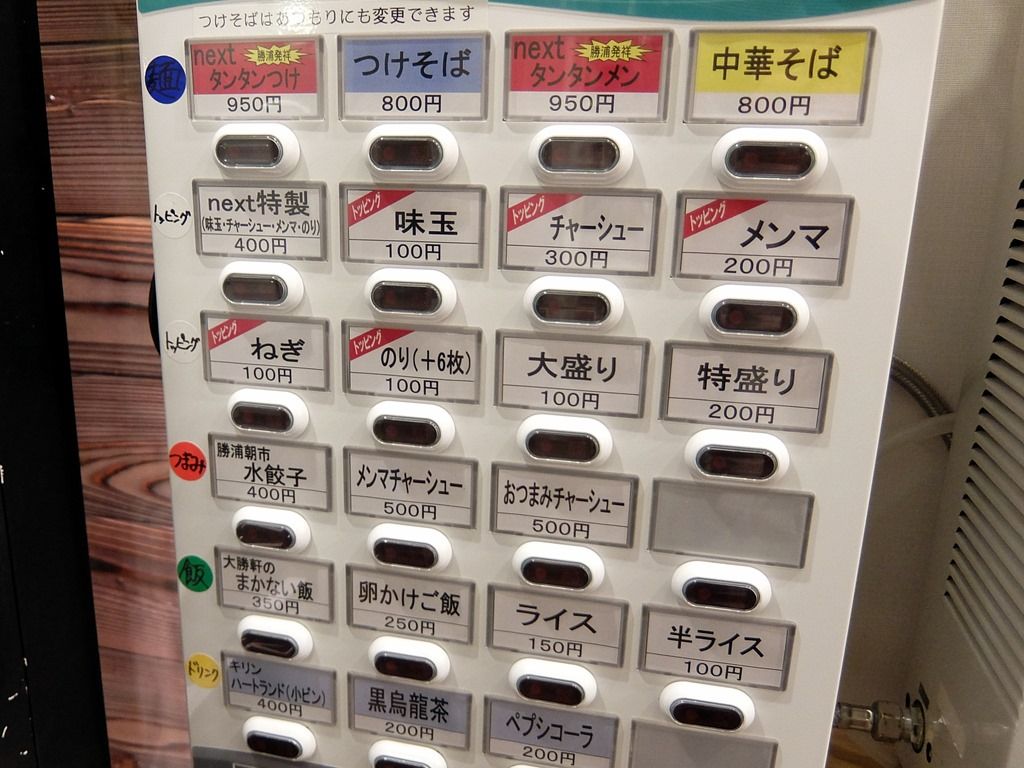 つけそばはあつもりにも変更できます
麺
next 勝浦発祥
タンタンつけ
950円
つけそば
800円
next 勝浦発祥
タンタンメン
950円
中華そば
800円
トッピング
next特製
(味玉・チャーシュー・メンマ・のり)
400円
トッピング
味玉
100円
トッピング
チャーシュー
300円
トッピング
メンマ
200円
トッピング
トッピング
ねぎ
100円
トッピング
のり(＋6枚)
100円
大盛り
100円
特盛り
200円
つまみ
勝浦朝市
水餃子
400円
メンマチャーシュー
500円
おつまみチャーシュー
500円
飯
大勝軒の
まかない飯
350円
卵かけご飯
250円
ライス
150円
半ライス
100円
ドリンク
キリン
ハートランド(小ビン)
400円
黒烏龍茶
200円
ペプシコーラ
200円